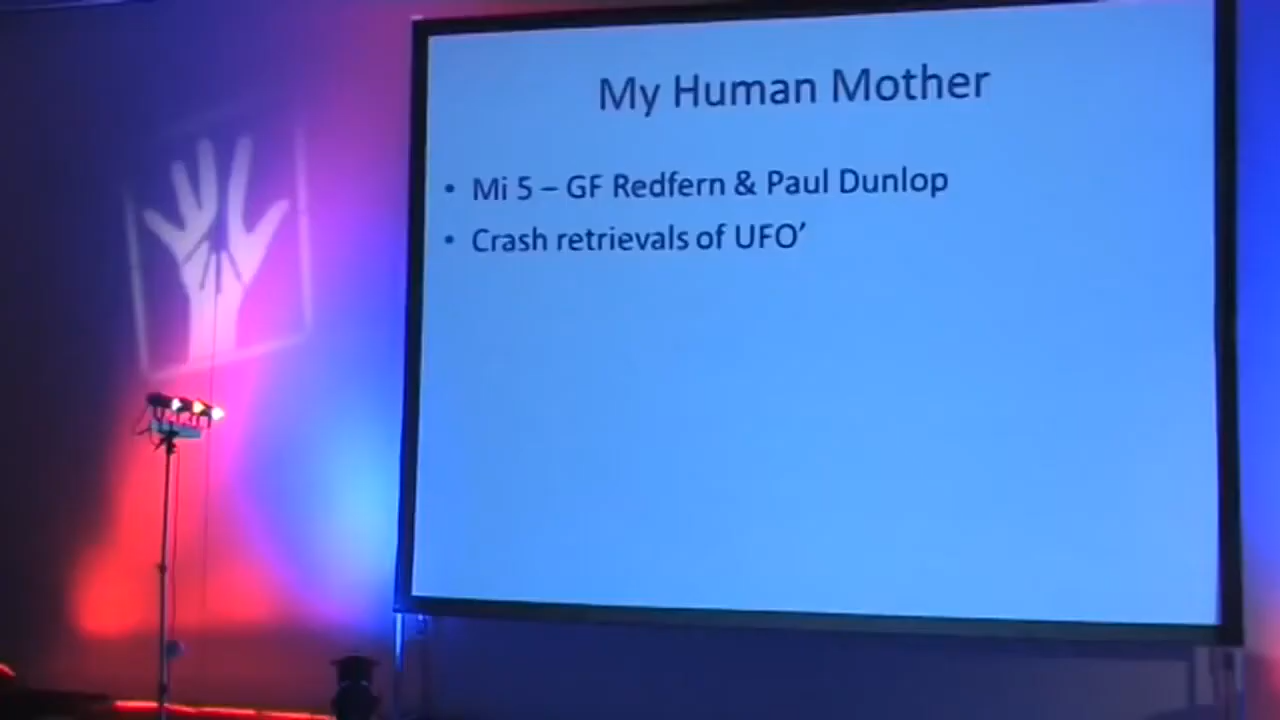 My Human Mother
• Mi 5 – GF Redfern & Paul Dunlop
• Crash retrievals of UFO’